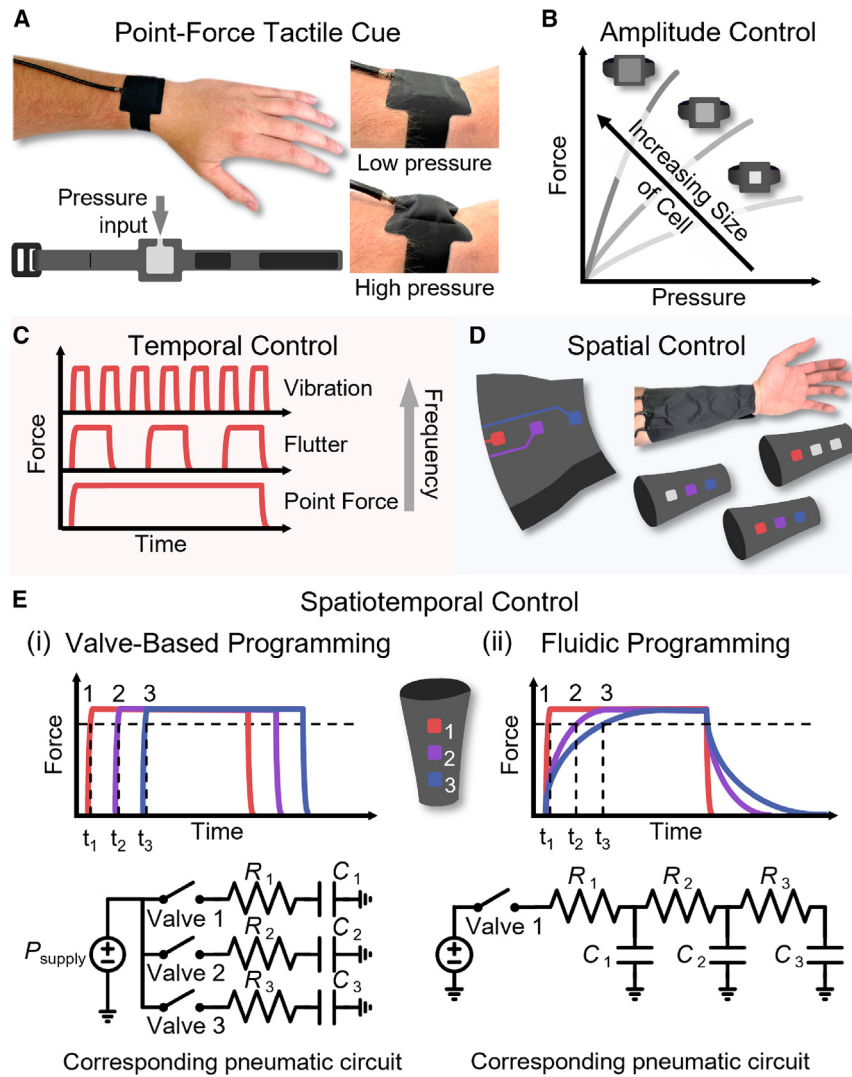 A
Point-Force Tactile Cue
Low pressure
Pressure
input
High pressure
B
Amplitude Control
Force
Increasing Size
of Cell
Pressure
C
Temporal Control
Force
Vibration
Flutter
Point Force
Frequency
Time
D
Spatial Control
E
Spatiotemporal Control
(i) Valve-Based Programming
1 2 3
Force
t1 t2 t3
Time
1
2
3
(ii) Fluidic Programming
1 2 3
Force
t1 t2 t3
Time
R1 C1
Valve 1
R2 C2
Psupply
Valve 2
R3 C3
Valve 3
Corresponding pneumatic circuit
R1 R2 R3
Valve 1
C1 C2 C3
Corresponding pneumatic circuit